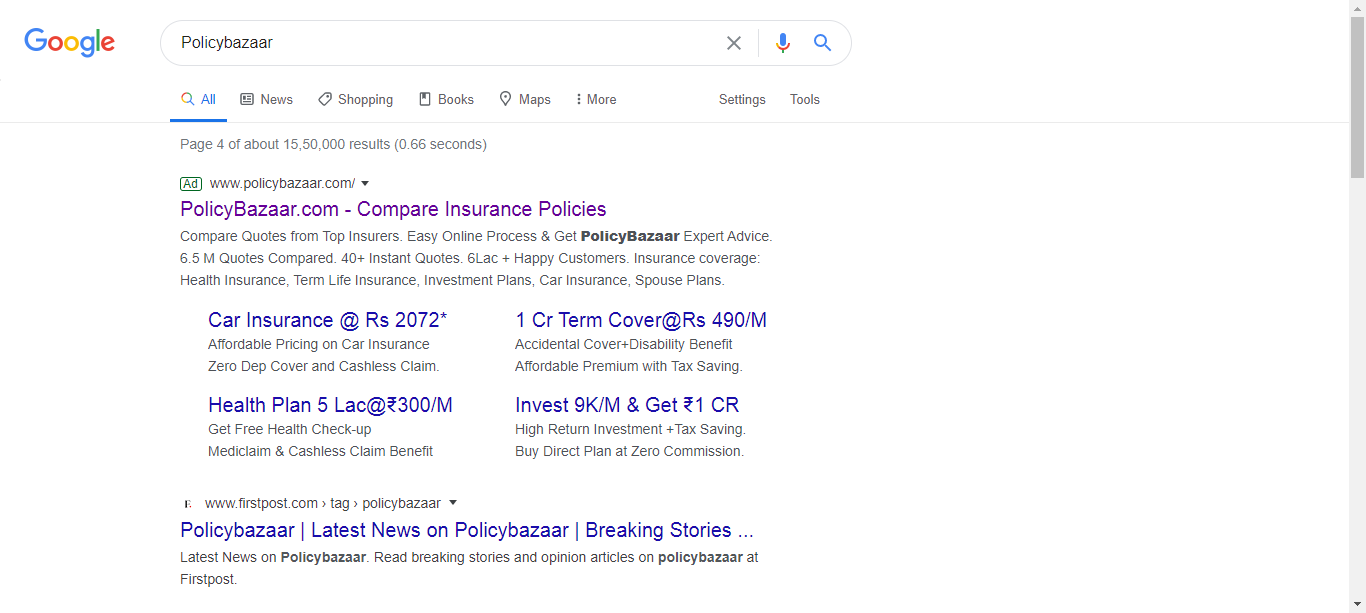 Google
Policybazaar
All News Shopping Books Maps More Settings Tools
Page 4 of about 15,50,000 results (0.66 seconds)
Ad www.policybazaar.com/
PolicyBazaar.com - Compare Insurance Policies
Compare Quotes from Top Insurers. Easy Online Process & Get PolicyBazaar Expert Advice.
6.5 M Quotes Compared. 40+ Instant Quotes. 6Lac + Happy Customers. Insurance coverage:
Health Insurance, Term Life Insurance, Investment Plans, Car Insurance, Spouse Plans.
Car Insurance @ Rs 2072*
Affordable Pricing on Car Insurance
Zero Dep Cover and Cashless Claim.
1 Cr Term Cover@Rs 490/M
Accidental Cover+Disability Benefit
Affordable Premium with Tax Saving.
Health Plan 5 Lac@₹300/M
Get Free Health Check-up
Mediclaim & Cashless Claim Benefit
Invest 9K/M & Get ₹1 CR
High Return Investment +Tax Saving.
Buy Direct Plan at Zero Commission.
F. www.firstpost.com › tag › policybazaar
Policybazaar | Latest News on Policybazaar | Breaking Stories ...
Latest News on Policybazaar. Read breaking stories and opinion articles on policybazaar at
Firstpost.